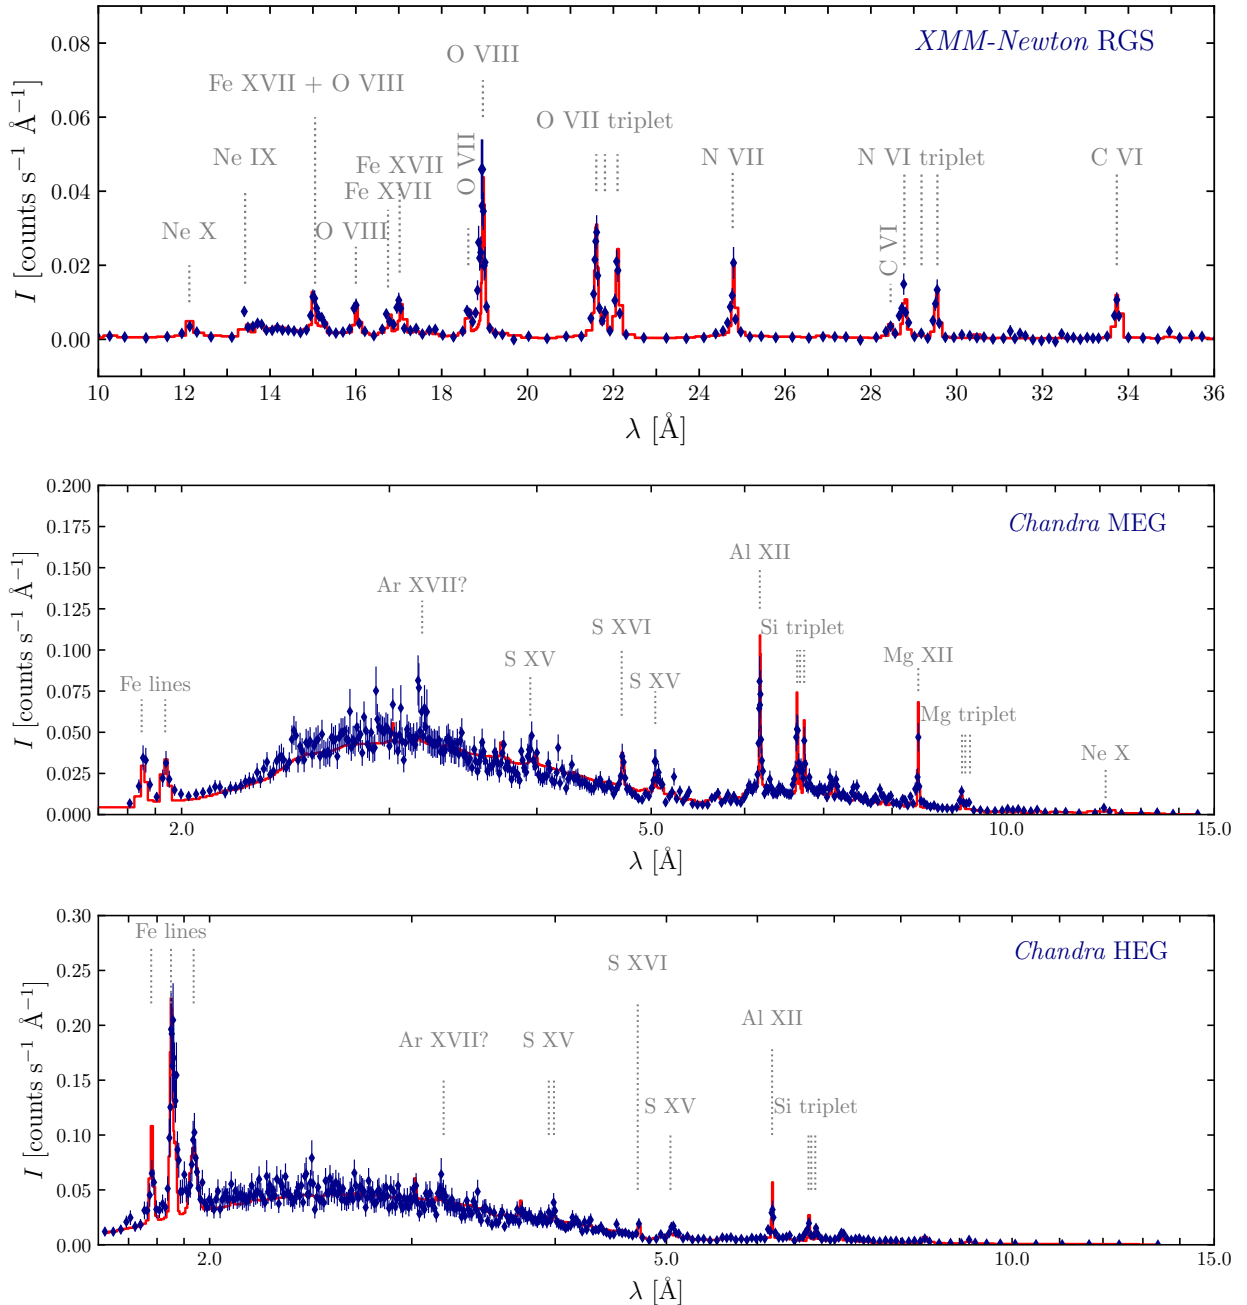 XMM-Newton RGS
O VIII
Fe XVII + O VIII
O VII triplet
Ne IX
Fe XVII
O VII
N VII
N VI triplet
C VI
Fe XVII
Ne X
O VIII
C VI
0.08
0.06
0.04
0.02
0.00
I [counts s⁻¹ Å⁻¹]
10 12 14 16 18 20 22 24 26 28 30 32 34 36
λ [Å]
Chandra MEG
Al XII
Ar XVII?
S XVI
Si triplet
S XV
Mg XII
S XV
Fe lines
Mg triplet
Ne X
0.200
0.175
0.150
0.125
0.100
0.075
0.050
0.025
0.000
I [counts s⁻¹ Å⁻¹]
2.0 5.0 10.0 15.0
λ [Å]
Fe lines
Chandra HEG
S XVI
Al XII
Ar XVII?
S XV
S XV
Si triplet
0.30
0.25
0.20
0.15
0.10
0.05
0.00
I [counts s⁻¹ Å⁻¹]
2.0 5.0 10.0 15.0
λ [Å]